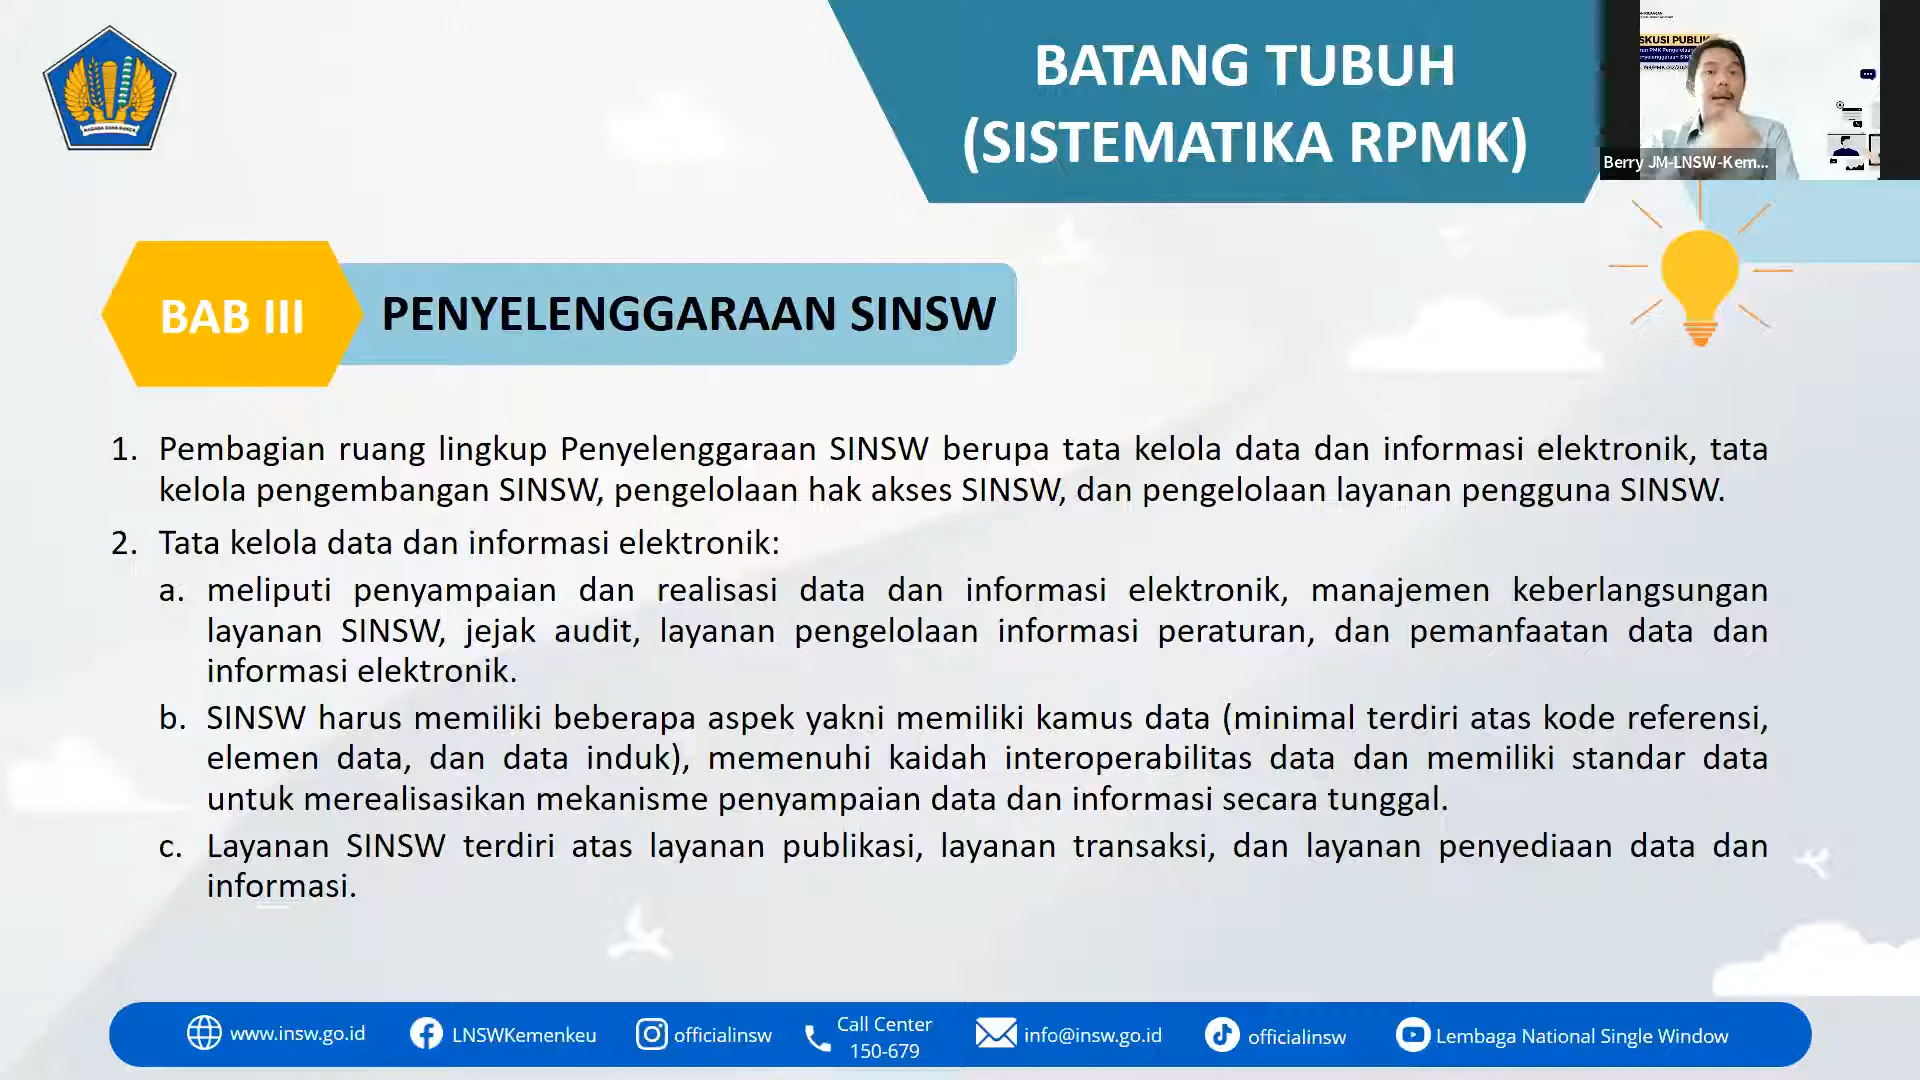 BATANG TUBUH
(SISTEMATIKA RPMK)
SKUSI PUBLIK
Berry JM-LNSW-Kem...
NAGARA DANA RAKCA
BAB III
PENYELENGGARAAN SINSW
1. Pembagian ruang lingkup Penyelenggaraan SINSW berupa tata kelola data dan informasi elektronik, tata
kelola pengembangan SINSW, pengelolaan hak akses SINSW, dan pengelolaan layanan pengguna SINSW.
2. Tata kelola data dan informasi elektronik:
a. meliputi penyampaian dan realisasi data dan informasi elektronik, manajemen keberlangsungan
layanan SINSW, jejak audit, layanan pengelolaan informasi peraturan, dan pemanfaatan data dan
informasi elektronik.
b. SINSW harus memiliki beberapa aspek yakni memiliki kamus data (minimal terdiri atas kode referensi,
elemen data, dan data induk), memenuhi kaidah interoperabilitas data dan memiliki standar data
untuk merealisasikan mekanisme penyampaian data dan informasi secara tunggal.
c. Layanan SINSW terdiri atas layanan publikasi, layanan transaksi, dan layanan penyediaan data dan
informasi.
www.insw.go.id
LNSWKemenkeu
officialinsw
Call Center
150-679
info@insw.go.id
officialinsw
Lembaga National Single Window